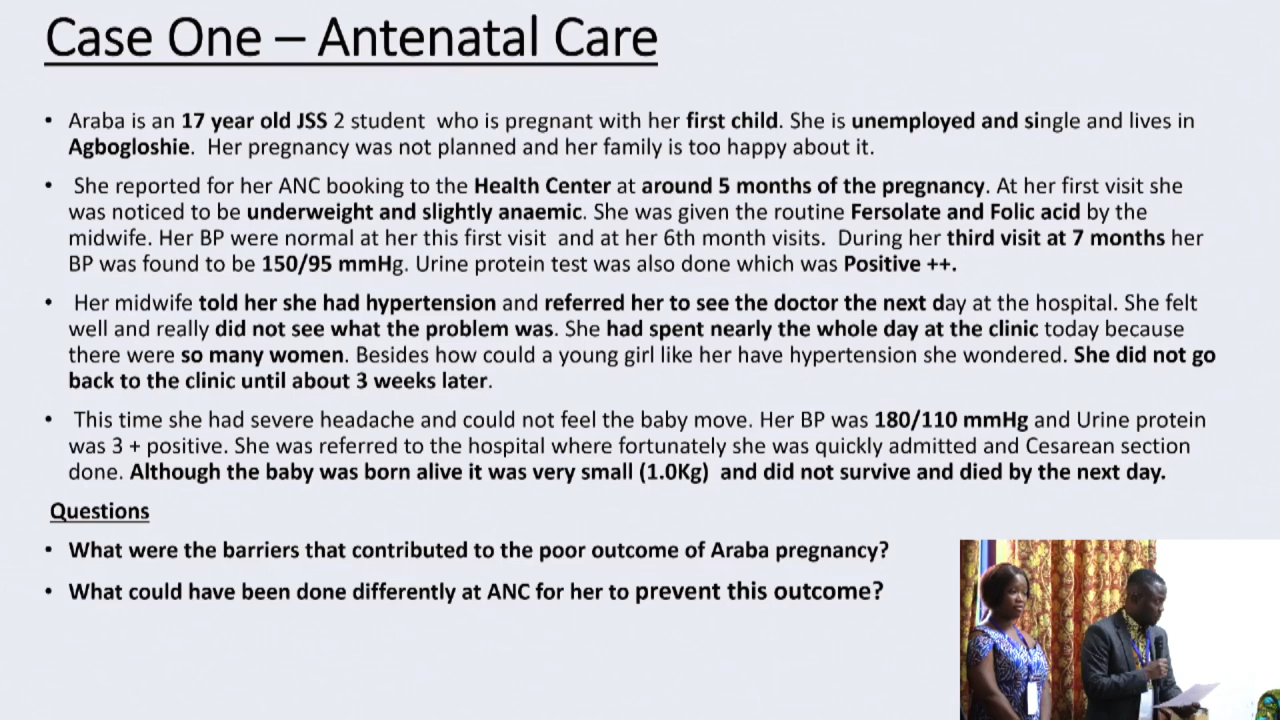 Case One – Antenatal Care
• Araba is an 17 year old JSS 2 student who is pregnant with her first child. She is unemployed and single and lives in
Agbogloshie. Her pregnancy was not planned and her family is too happy about it.
• She reported for her ANC booking to the Health Center at around 5 months of the pregnancy. At her first visit she
was noticed to be underweight and slightly anaemic. She was given the routine Fersolate and Folic acid by the
midwife. Her BP were normal at her this first visit and at her 6th month visits. During her third visit at 7 months her
BP was found to be 150/95 mmHg. Urine protein test was also done which was Positive ++.
• Her midwife told her she had hypertension and referred her to see the doctor the next day at the hospital. She felt
well and really did not see what the problem was. She had spent nearly the whole day at the clinic today because
there were so many women. Besides how could a young girl like her have hypertension she wondered. She did not go
back to the clinic until about 3 weeks later.
• This time she had severe headache and could not feel the baby move. Her BP was 180/110 mmHg and Urine protein
was 3 + positive. She was referred to the hospital where fortunately she was quickly admitted and Cesarean section
done. Although the baby was born alive it was very small (1.0Kg) and did not survive and died by the next day.
Questions
• What were the barriers that contributed to the poor outcome of Araba pregnancy?
• What could have been done differently at ANC for her to prevent this outcome?